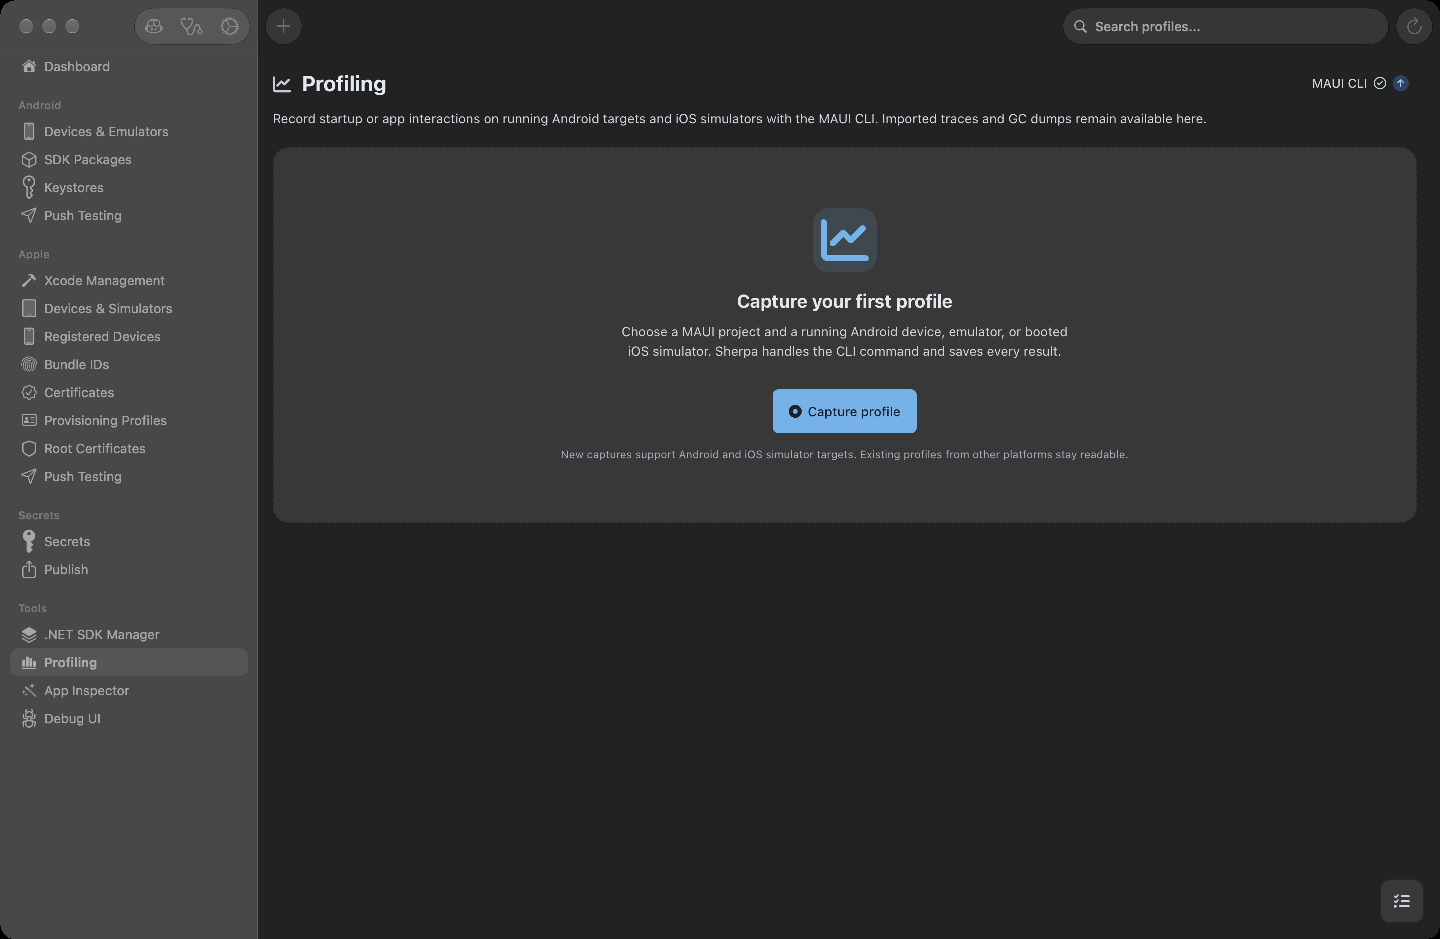 Search profiles...
Dashboard
Android
Devices & Emulators
SDK Packages
Keystores
Push Testing
Apple
Xcode Management
Devices & Simulators
Registered Devices
Bundle IDs
Certificates
Provisioning Profiles
Root Certificates
Push Testing
Secrets
Secrets
Publish
Tools
.NET SDK Manager
Profiling
App Inspector
Debug UI
Profiling
MAUI CLI
Record startup or app interactions on running Android targets and iOS simulators with the MAUI CLI. Imported traces and GC dumps remain available here.
Capture your first profile
Choose a MAUI project and a running Android device, emulator, or booted
iOS simulator. Sherpa handles the CLI command and saves every result.
Capture profile
New captures support Android and iOS simulator targets. Existing profiles from other platforms stay readable.